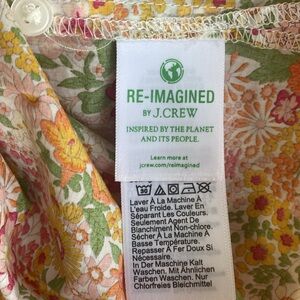 RE-IMAGINED
BY J.CREW
INSPIRED BY THE PLANET
AND ITS PEOPLE.
Learn more at
jcrew.com/reimagined
Laver À La Machine À
L'eau Froide. Laver En
Séparant Les Couleurs.
Seulement Agent De
Blanchiment Non-chlore.
Sécher À La Machine À
Basse Température.
Repasser À Fer Doux Si
Nécessaire.
In Der Maschine Kalt
Waschen. Mit Ähnlichen
Farben Waschen. Nur
Chlorfreies Bleichmittel